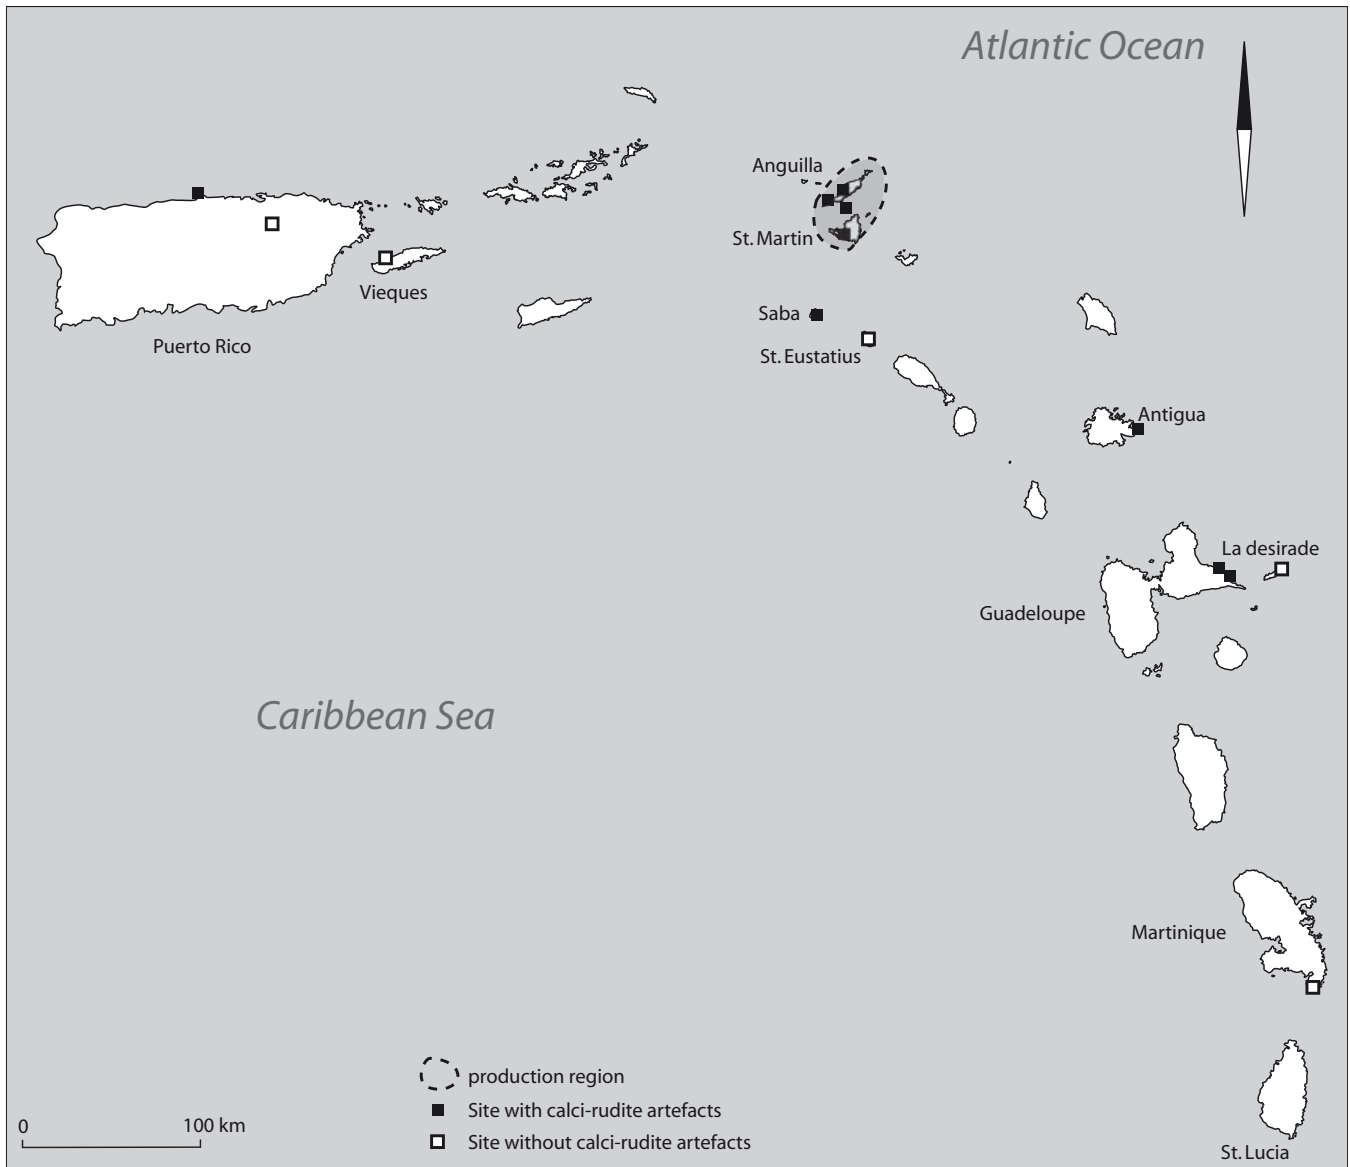 Atlantic Ocean
Anguilla
St. Martin
Vieques
Saba
Puerto Rico
St. Eustatius
Antigua
La desirade
Guadeloupe
Caribbean Sea
Martinique
production region
Site with calci-rudite artefacts
0 100 km
Site without calci-rudite artefacts
St. Lucia